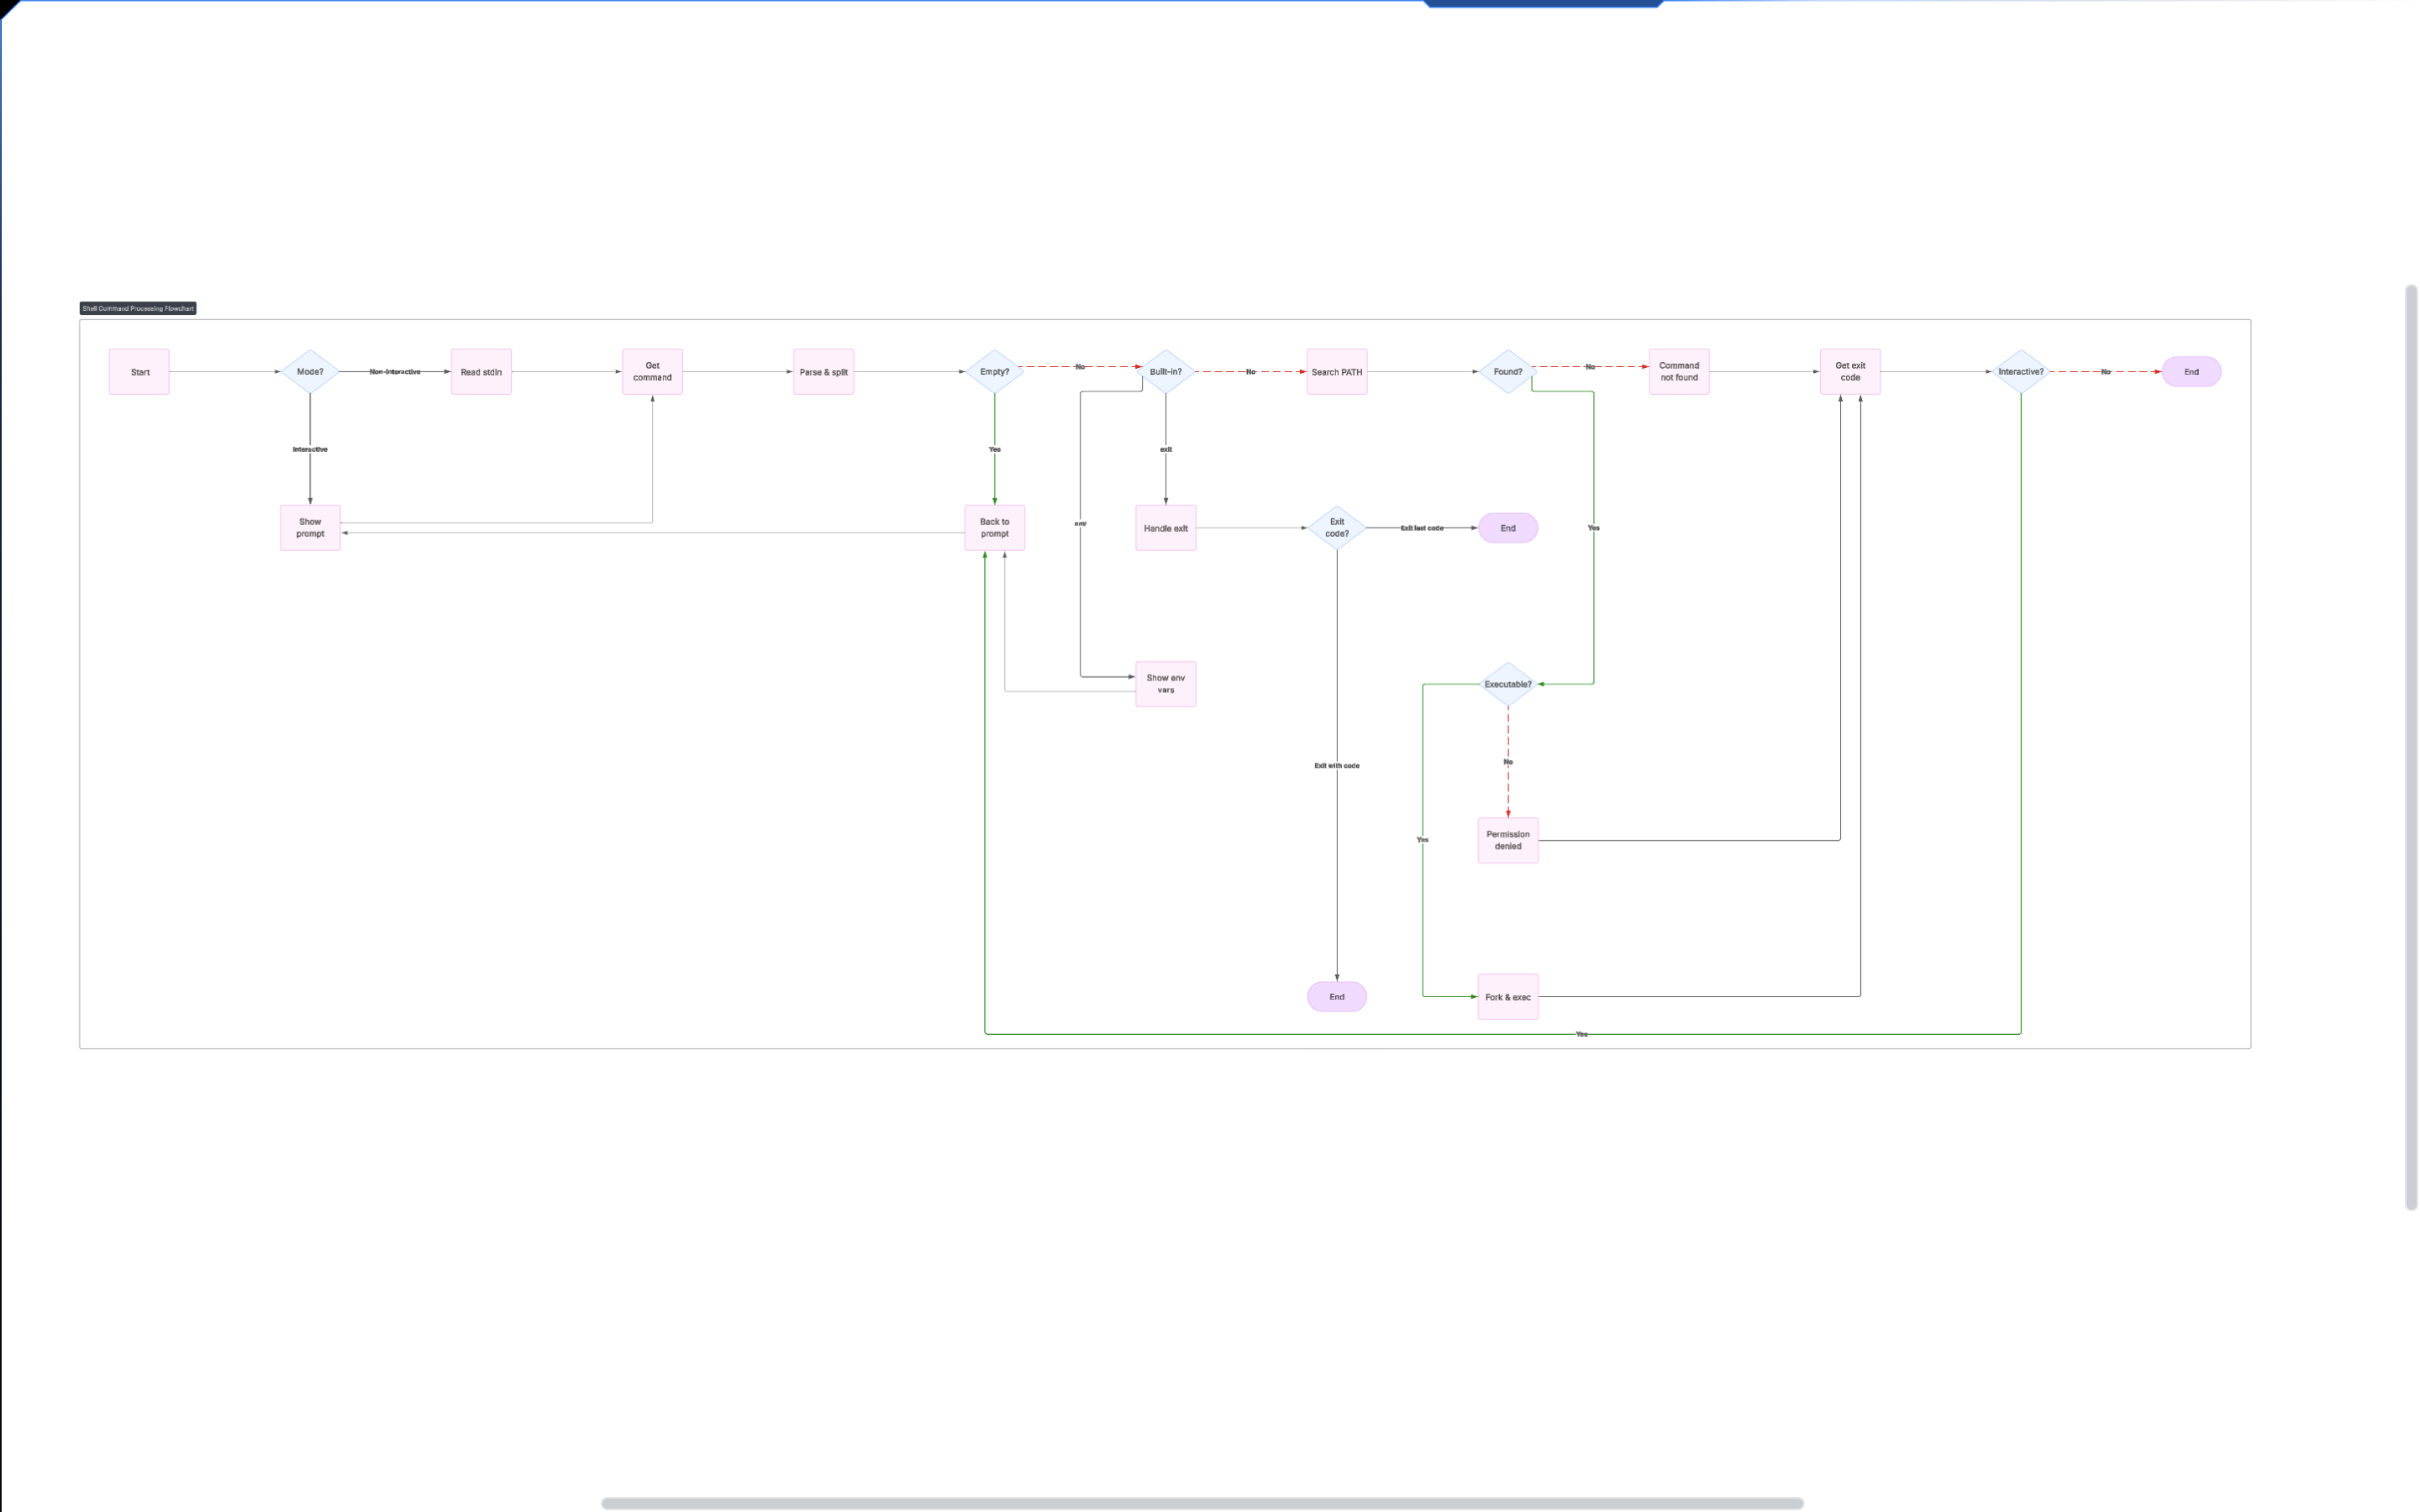 Shell Command Processing Flowchart
Start
Mode?
Non-Interactive
Read stdin
Get
command
Parse & split
Empty?
No
Built-in?
No
Search PATH
Found?
No
Command
not found
Get exit
code
Interactive?
No
End
Interactive
Yes
exit
Show
prompt
Back to
prompt
env
Handle exit
Exit
code?
Exit last code
End
Yes
Show env
vars
Executable?
No
Exit with code
Permission
denied
Yes
End
Fork & exec
Yes